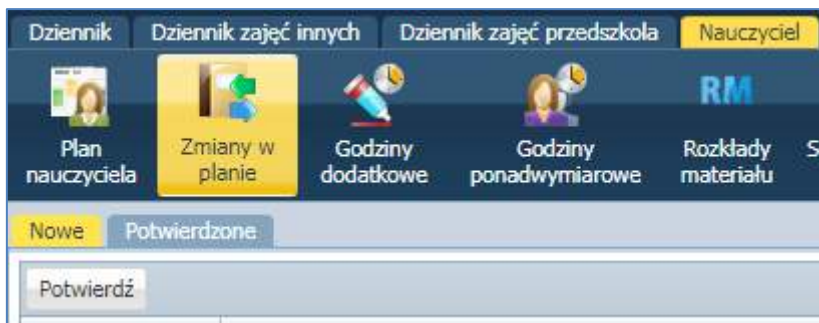 Dziennik Dziennik zajęć innych Dziennik zajęć przedszkola Nauczyciel
RM
Plan nauczyciela
Zmiany w planie
Godziny dodatkowe
Godziny ponadwymiarowe
Rozkłady materiału
S
Nowe Potwierdzone
Potwierdź